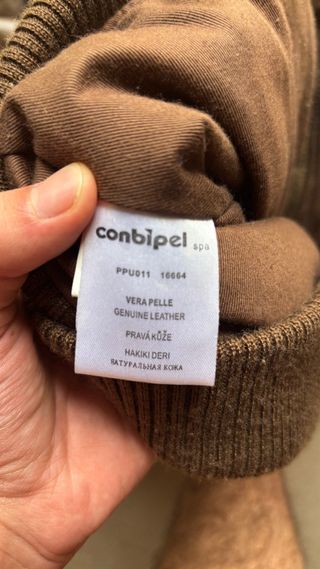 conbipel spa
PPU011 16664
VERA PELLE
GENUINE LEATHER
PRAVÁ KŮŽE
HAKIKI DERI
НАТУРАЛЬНАЯ КОЖА